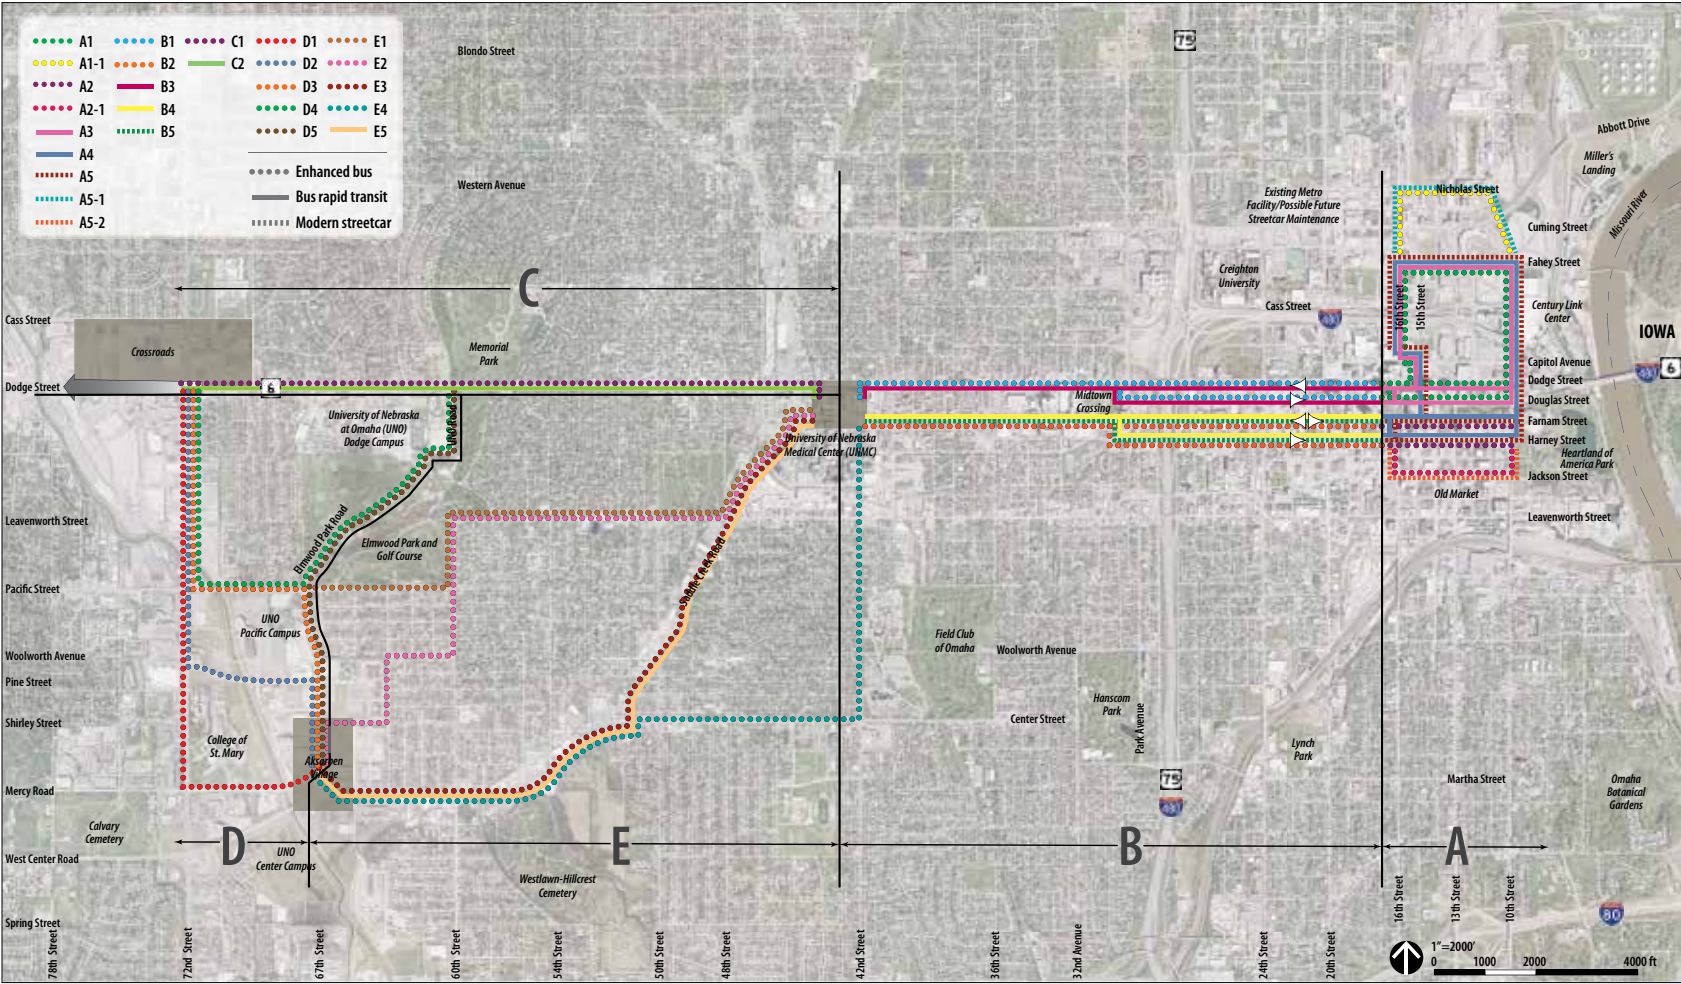 A1
A1-1
A2
A2-1
A3
A4
A5
A5-1
A5-2
B1
B2
B3
B4
B5
C1
C2
D1
D2
D3
D4
D5
E1
E2
E3
E4
E5
Enhanced bus
Bus rapid transit
Modern streetcar
Blondo Street
75
Abbott Drive
Miller's
Landing
Missouri River
Western Avenue
Existing Metro
Facility/Possible Future
Streetcar Maintenance
Nicholas Street
Cuming Street
Fahey Street
Creighton
University
C
Cass Street
480
16th Street
15th Street
Century Link
Center
IOWA
Cass Street
Crossroads
Memorial
Park
Capitol Avenue
480
6
Dodge Street
6
Dodge Street
Midtown
Crossing
Douglas Street
University of Nebraska
at Omaha (UNO)
Dodge Campus
UNO Road
Farnam Street
University of Nebraska
Medical Center (UNMC)
Harney Street
Heartland of
America Park
Jackson Street
Old Market
Leavenworth Street
Leavenworth Street
Elmwood Park Road
Elmwood Park and
Golf Course
Saddle Creek Road
Pacific Street
UNO
Pacific Campus
Field Club
of Omaha
Woolworth Avenue
Woolworth Avenue
Pine Street
Hanscom
Park
Park Avenue
Shirley Street
Center Street
College of
St. Mary
Lynch
Park
Aksarben
Village
75
480
Martha Street
Omaha
Botanical
Gardens
Mercy Road
Calvary
Cemetery
D
E
B
A
West Center Road
UNO
Center Campus
Westlawn-Hillcrest
Cemetery
16th Street
13th Street
10th Street
80
Spring Street
78th Street
72nd Street
67th Street
60th Street
54th Street
50th Street
48th Street
42nd Street
36th Street
32nd Avenue
24th Street
20th Street
1"=2000'
0 1000 2000 4000 ft